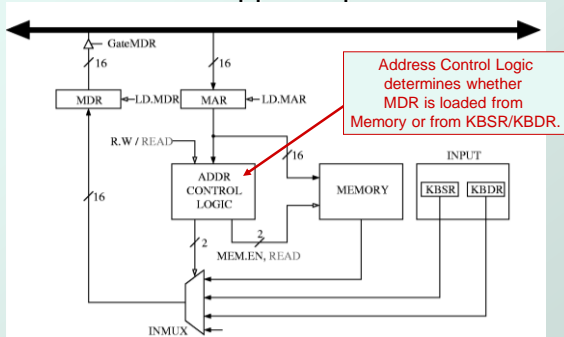 GateMDR
16
16
MDR
LD.MDR
MAR
LD.MAR
Address Control Logic
determines whether
MDR is loaded from
Memory or from KBSR/KBDR.
R.W / READ
16
INPUT
ADDR
CONTROL
LOGIC
MEMORY
KBSR
KBDR
16
2
2
MEM.EN, READ
INMUX